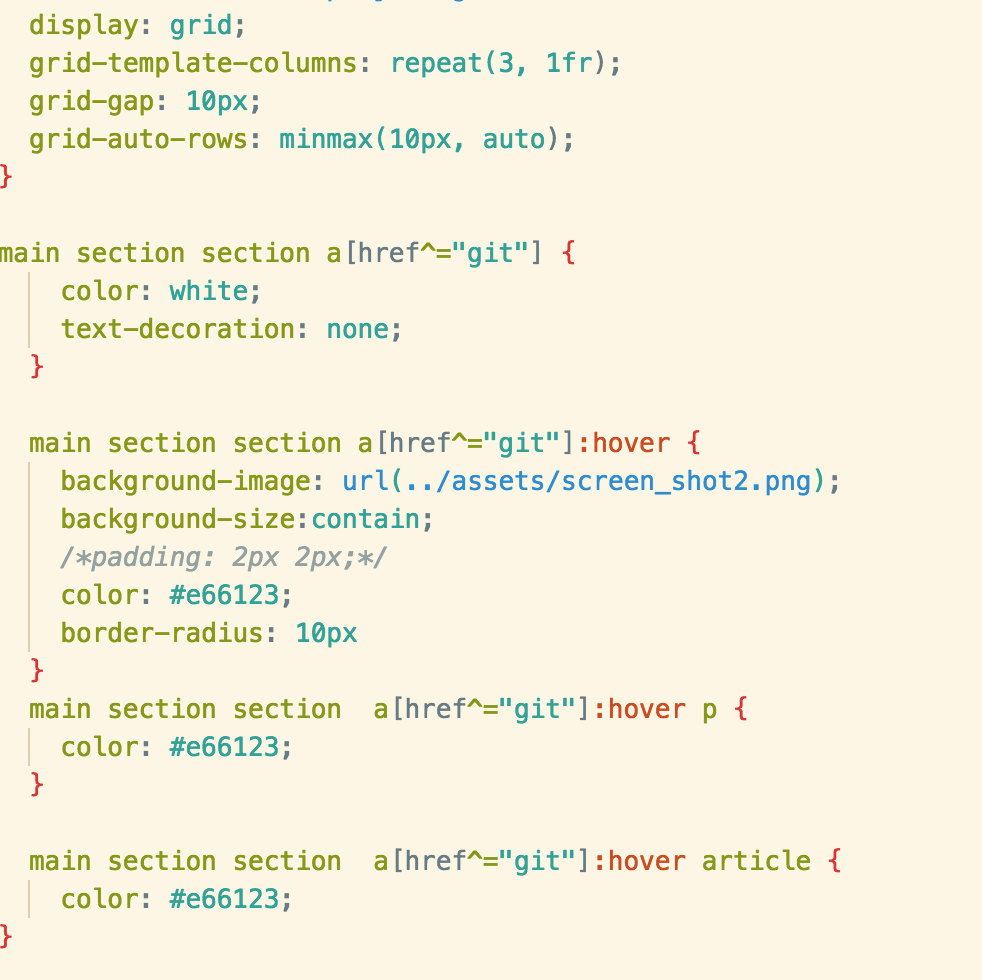 display: grid;
grid-template-columns: repeat(3, 1fr);
grid-gap: 10px;
grid-auto-rows: minmax(10px, auto);
}
main section section a[href^="git"] {
color: white;
text-decoration: none;
}
main section section a[href^="git"]:hover {
background-image: url(../assets/screen_shot2.png);
background-size:contain;
/*padding: 2px 2px;*/
color: #e66123;
border-radius: 10px
}
main section section  a[href^="git"]:hover p {
color: #e66123;
}
main section section  a[href^="git"]:hover article {
color: #e66123;
}